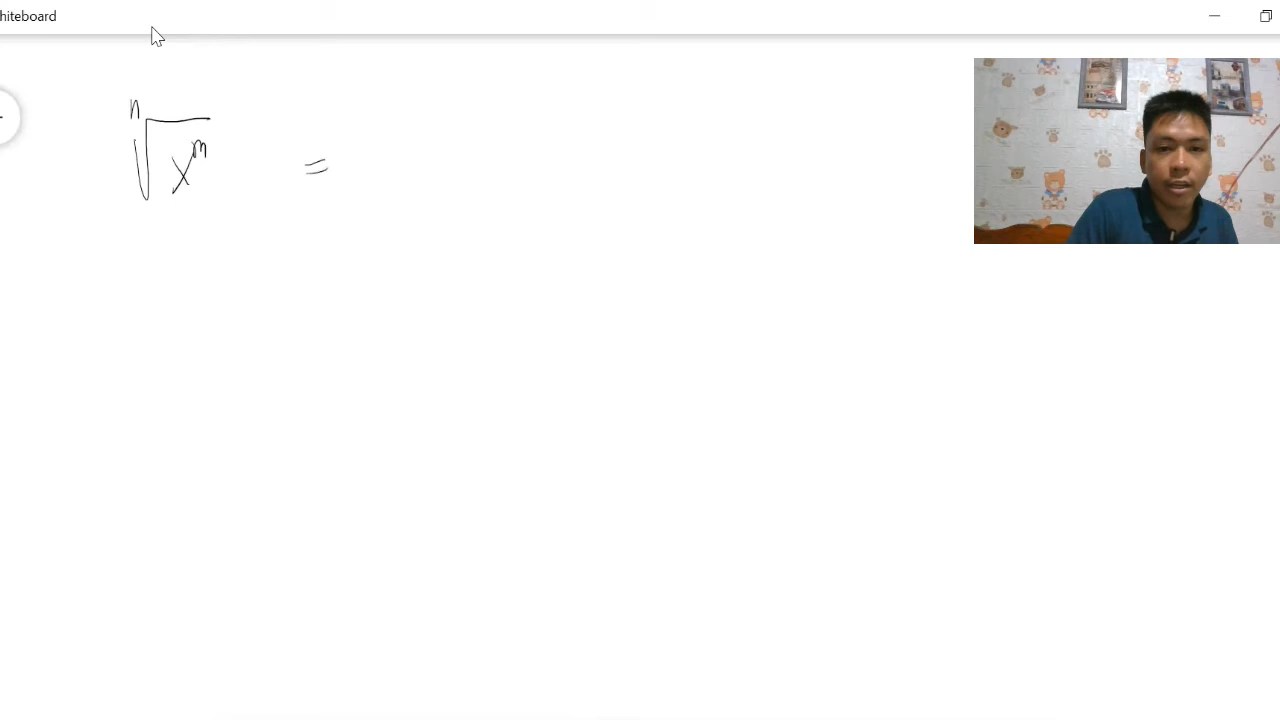 hiteboard
ⁿ√xᵐ =